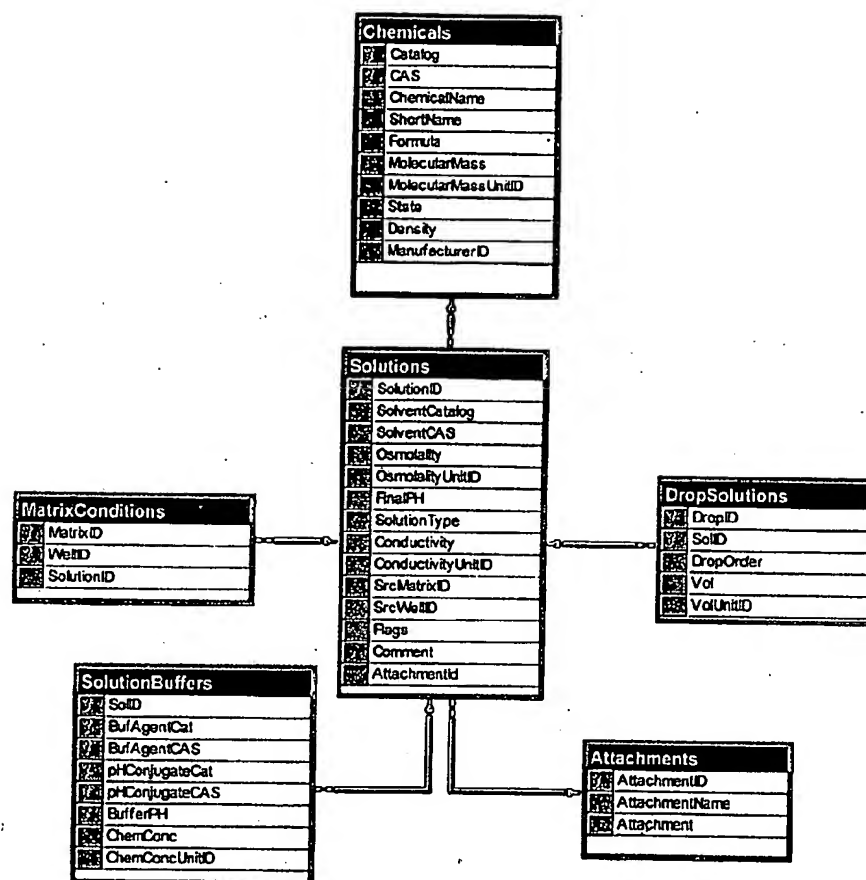 Chemicals
Catalog
CAS
ChemicalName
ShortName
Formula
MolecularMass
MolecularMassUnitID
State
Density
ManufacturerID
Solutions
SolutionID
SolventCatalog
SolventCAS
Osmolality
OsmolalityUnitID
FinalPH
SolutionType
Conductivity
ConductivityUnitID
SrcMatrixID
SrcWellID
Flags
Comment
AttachmentId
MatrixConditions
MatrixID
WellID
SolutionID
DropSolutions
DropID
SolID
DropOrder
Vol
VolUnitID
SolutionBuffers
SolID
BufAgentCat
BufAgentCAS
pHConjugateCat
pHConjugateCAS
BufferPH
ChemConc
ChemConcUnitID
Attachments
AttachmentID
AttachmentName
Attachment